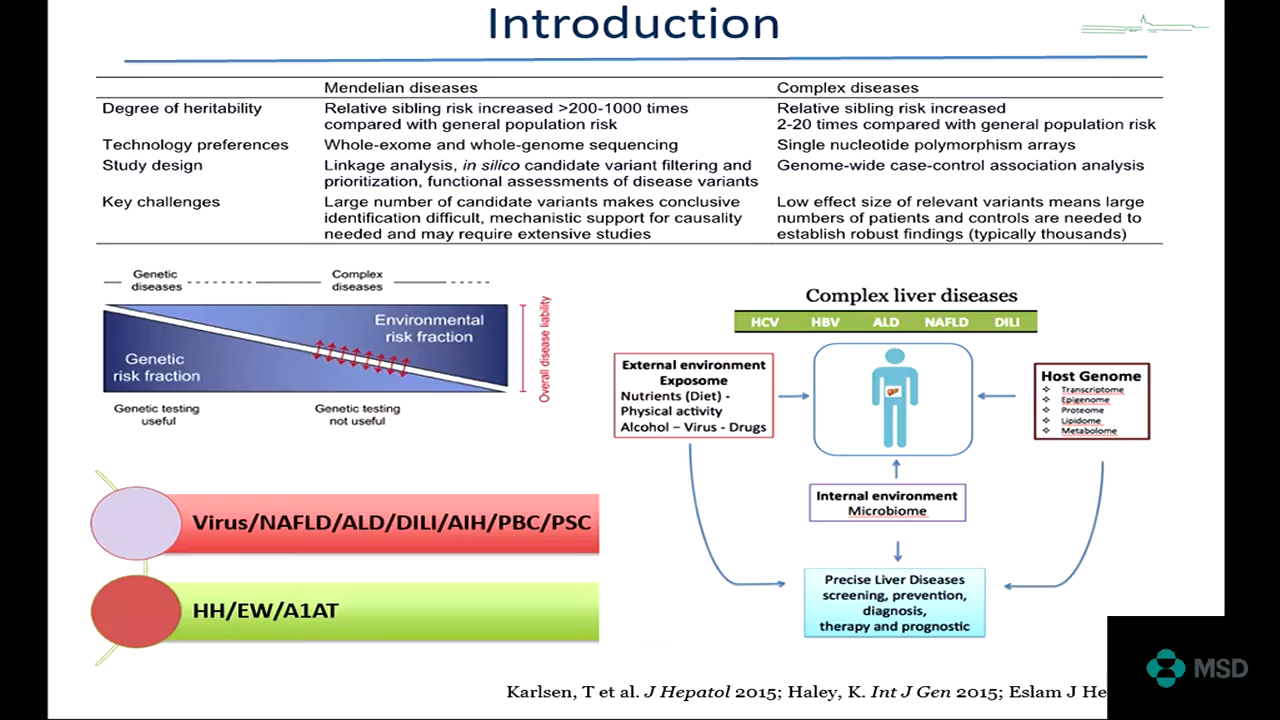 Introduction
Mendelian diseases
Complex diseases
Degree of heritability
Relative sibling risk increased >200-1000 times
compared with general population risk
Relative sibling risk increased
2-20 times compared with general population risk
Technology preferences
Whole-exome and whole-genome sequencing
Single nucleotide polymorphism arrays
Study design
Linkage analysis, in silico candidate variant filtering and
prioritization, functional assessments of disease variants
Genome-wide case-control association analysis
Key challenges
Large number of candidate variants makes conclusive
identification difficult, mechanistic support for causality
needed and may require extensive studies
Low effect size of relevant variants means large
numbers of patients and controls are needed to
establish robust findings (typically thousands)
Genetic
diseases
Complex
diseases
Environmental
risk fraction
Genetic
risk fraction
Overall disease liability
Genetic testing
useful
Genetic testing
not useful
Virus/NAFLD/ALD/DILI/AIH/PBC/PSC
HH/EW/A1AT
Complex liver diseases
HCV HBV ALD NAFLD DILI
External environment
Exposome
Nutrients (Diet) -
Physical activity
Alcohol – Virus - Drugs
Host Genome
❖ Transcriptome
❖ Epigenome
❖ Proteome
❖ Lipidome
❖ Metabolome
Internal environment
Microbiome
Precise Liver Diseases
screening, prevention,
diagnosis,
therapy and prognostic
Karlsen, T et al. J Hepatol 2015; Haley, K. Int J Gen 2015; Eslam J He
MSD